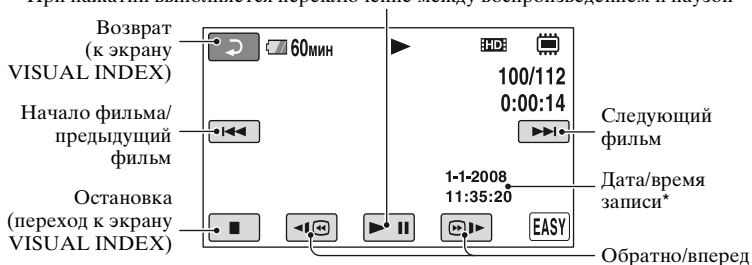 При нажатии выполняется переключение между воспроизведением и паузой
Возврат
(к экрану
VISUAL INDEX)
60мин
HD
100/112
0:00:14
Начало фильма/
предыдущий
фильм
Следующий
фильм
1-1-2008
11:35:20
Дата/время
записи*
Остановка
(переход к экрану
VISUAL INDEX)
EASY
Обратно/вперед